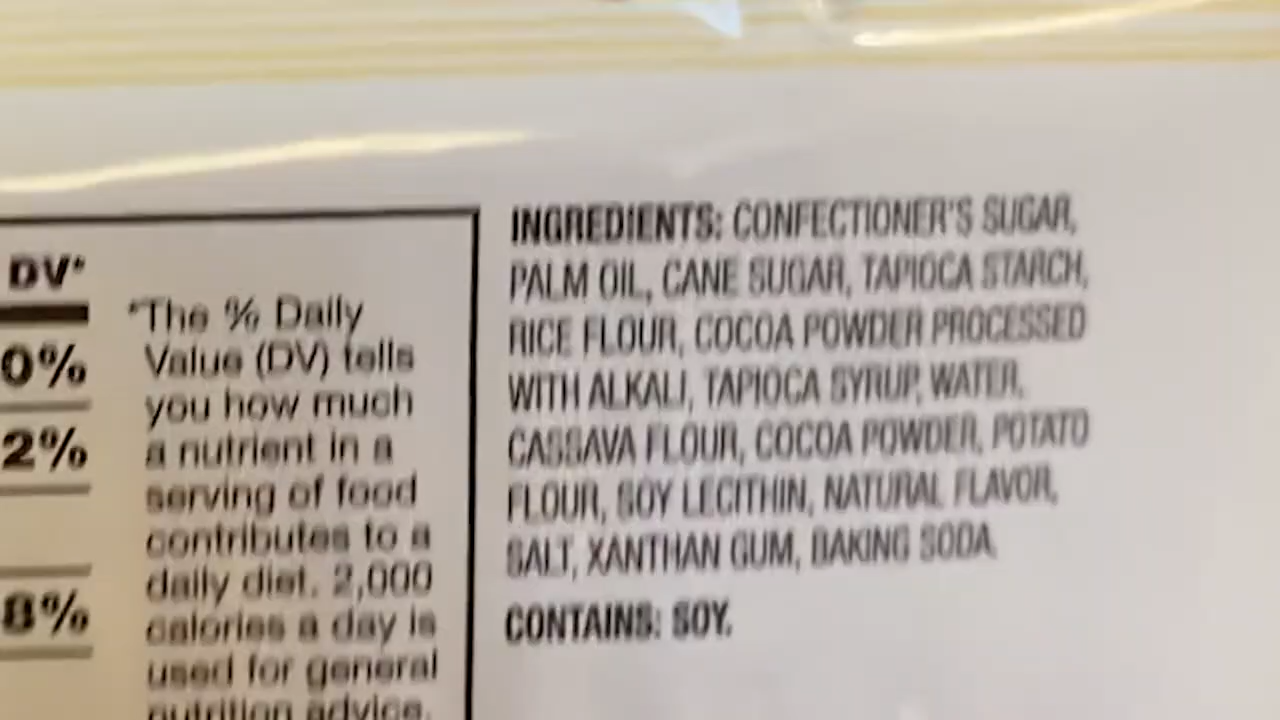 DV*
0%
2%
8%
*The % Daily
Value (DV) tells
you how much
a nutrient in a
serving of food
contributes to a
daily diet. 2,000
calories a day is
used for general
nutrition advice.
INGREDIENTS: CONFECTIONER'S SUGAR,
PALM OIL, CANE SUGAR, TAPIOCA STARCH,
RICE FLOUR, COCOA POWDER PROCESSED
WITH ALKALI, TAPIOCA SYRUP, WATER,
CASSAVA FLOUR, COCOA POWDER, POTATO
FLOUR, SOY LECITHIN, NATURAL FLAVOR,
SALT, XANTHAN GUM, BAKING SODA.
CONTAINS: SOY.